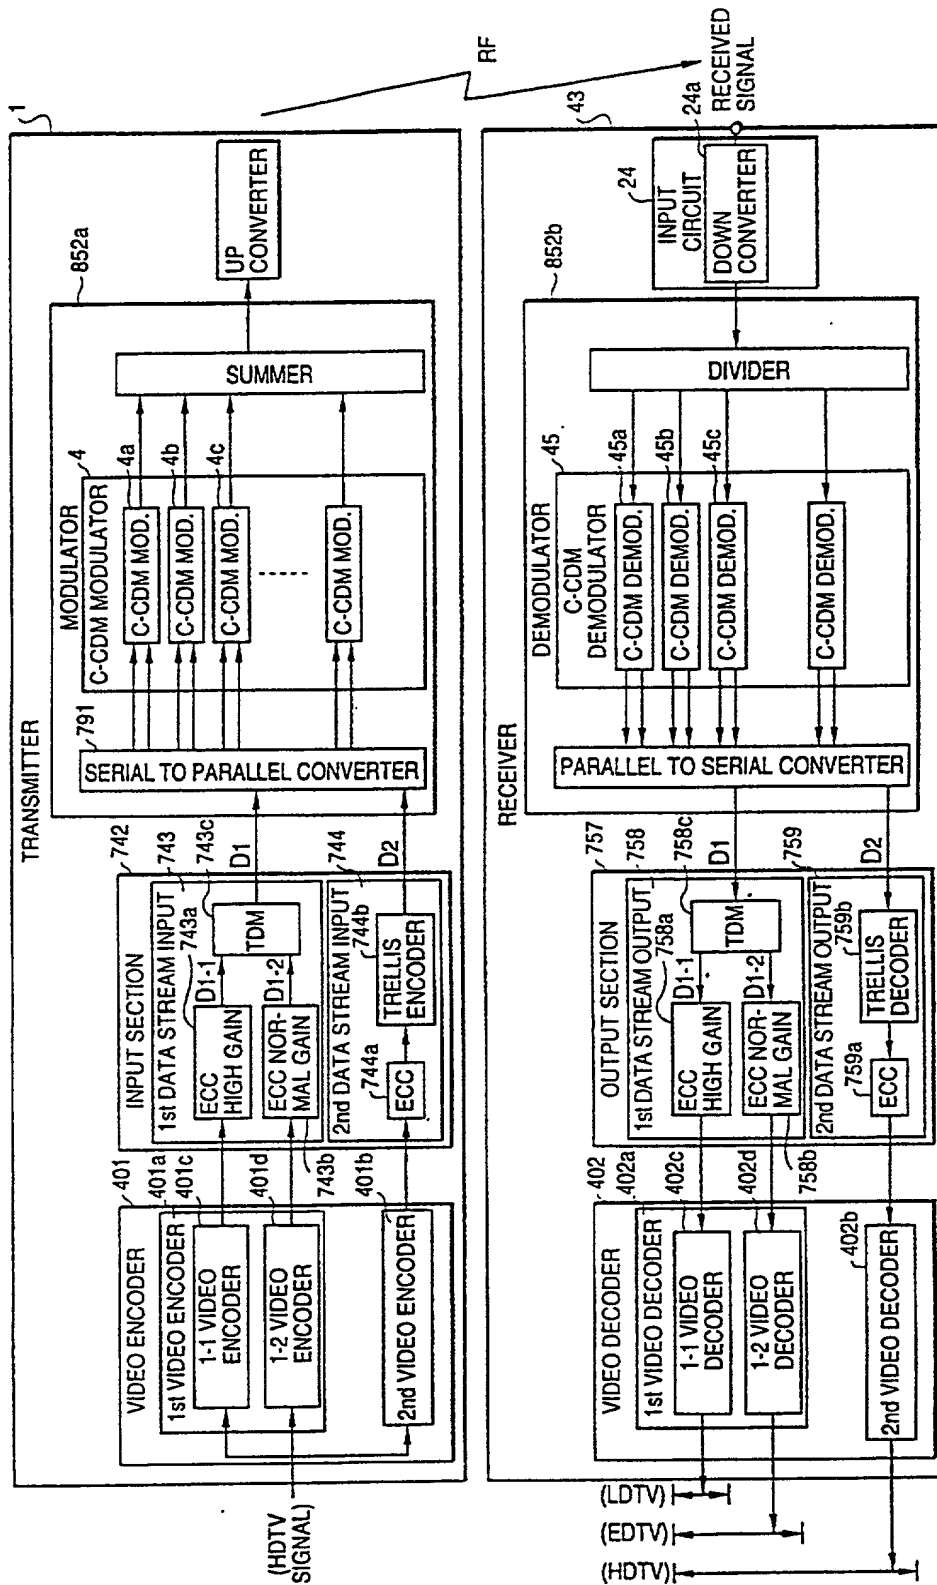 TRANSMITTER
1
VIDEO ENCODER
401
1st VIDEO ENCODER
401a
1-1 VIDEO
ENCODER
401c
1-2 VIDEO
ENCODER
401d
2nd VIDEO ENCODER
401b
(HDTV
SIGNAL)
INPUT SECTION
742
1st DATA STREAM INPUT
743
743a
ECC
HIGH GAIN
D1-1
743b
ECC NOR-
MAL GAIN
D1-2
743c
TDM
D1
2nd DATA STREAM INPUT
744
744a
ECC
744b
TRELLIS
ENCODER
D2
791
SERIAL TO PARALLEL CONVERTER
MODULATOR
852a
C-CDM MODULATOR
4
C-CDM MOD.
4a
C-CDM MOD.
4b
C-CDM MOD.
4c
C-CDM MOD.
SUMMER
UP
CONVERTER
RF
RECEIVER
43
RECEIVED
SIGNAL
24
INPUT
CIRCUIT
24a
DOWN
CONVERTER
852b
DIVIDER
DEMODULATOR
45
C-CDM
DEMODULATOR
C-CDM DEMOD.
45a
C-CDM DEMOD.
45b
C-CDM DEMOD.
45c
C-CDM DEMOD.
PARALLEL TO SERIAL CONVERTER
OUTPUT SECTION
757
1st DATA STREAM OUTPUT
758
D1
758c
TDM
D1-1
758a
ECC
HIGH GAIN
D1-2
758b
ECC NOR-
MAL GAIN
2nd DATA STREAM OUTPUT
759
D2
759b
TRELLIS
DECODER
759a
ECC
VIDEO DECODER
402
1st VIDEO DECODER
402a
1-1 VIDEO
DECODER
402c
1-2 VIDEO
DECODER
402d
2nd VIDEO DECODER
402b
(LDTV)
(EDTV)
(HDTV)